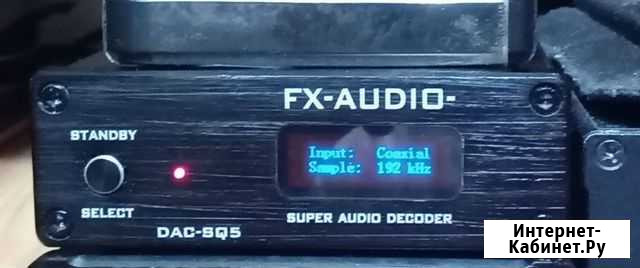 FX-AUDIO-
STANDBY
Input: Coaxial
Sample: 192 kHz
SELECT
SUPER AUDIO DECODER
DAC-SQ5
Интернет-
Кабинет.Ру